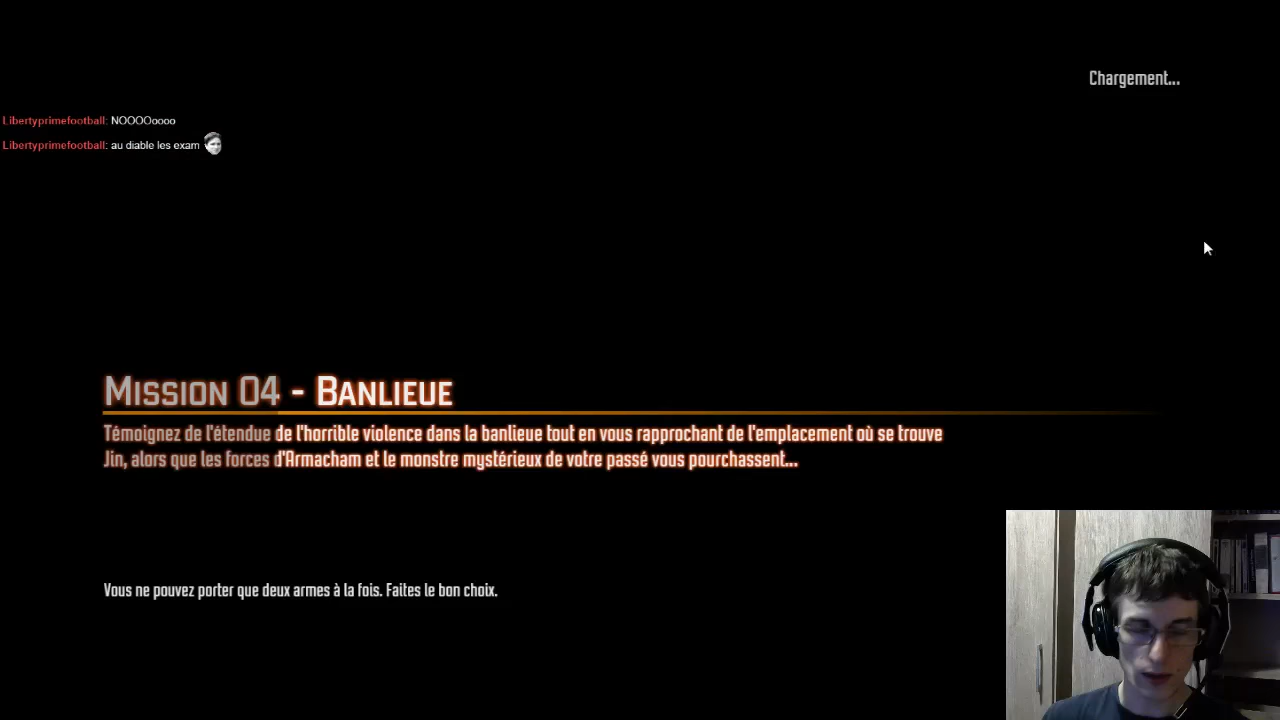 Chargement...
Libertyprimefootball: NOOOOoooo
Libertyprimefootball: au diable les exam
Mission 04 - Banlieue
Témoignez de l'étendue de l'horrible violence dans la banlieue tout en vous rapprochant de l'emplacement où se trouve
Jin, alors que les forces d'Armacham et le monstre mystérieux de votre passé vous pourchassent...
Vous ne pouvez porter que deux armes à la fois. Faites le bon choix.